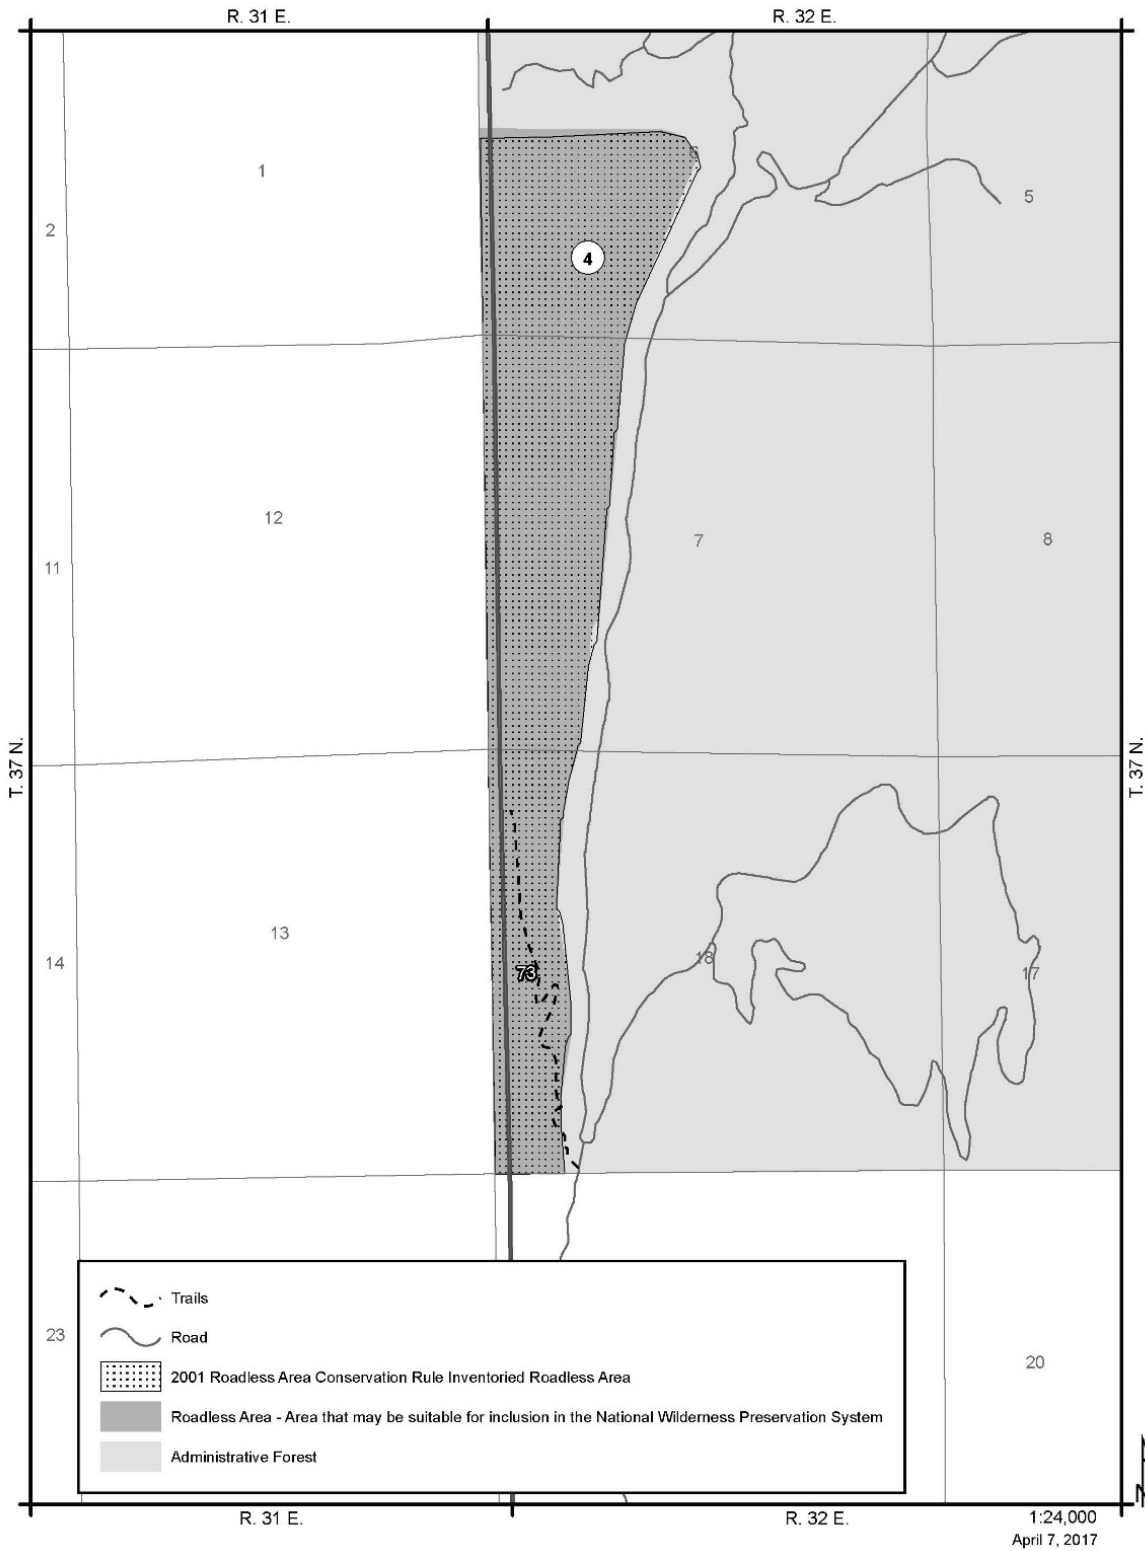 R. 31 E. R. 32 E.
6
1
5
2
4
12
7
8
11
T. 37 N. T. 37 N.
13
18
14
73
17
Trails
23
Road
20
2001 Roadless Area Conservation Rule Inventoried Roadless Area
Roadless Area - Area that may be suitable for inclusion in the National Wilderness Preservation System
Administrative Forest
R. 31 E. R. 32 E. 1:24,000
April 7, 2017